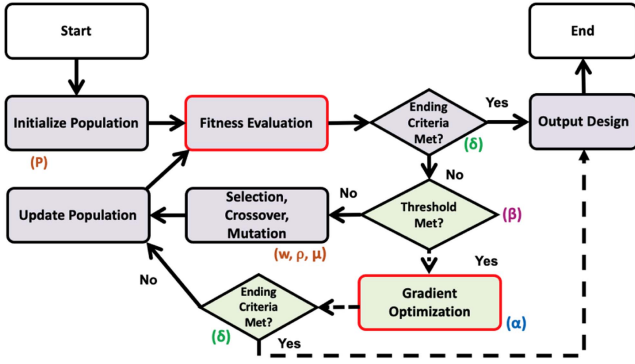 Start
End
Initialize Population
(P)
Fitness Evaluation
Ending
Criteria
Met?
(δ)
Yes
Output Design
No
Update Population
Selection,
Crossover,
Mutation
(w, ρ, μ)
No
Threshold
Met?
(β)
Yes
No
Ending
Criteria
Met?
(δ)
Yes
Gradient
Optimization
(α)